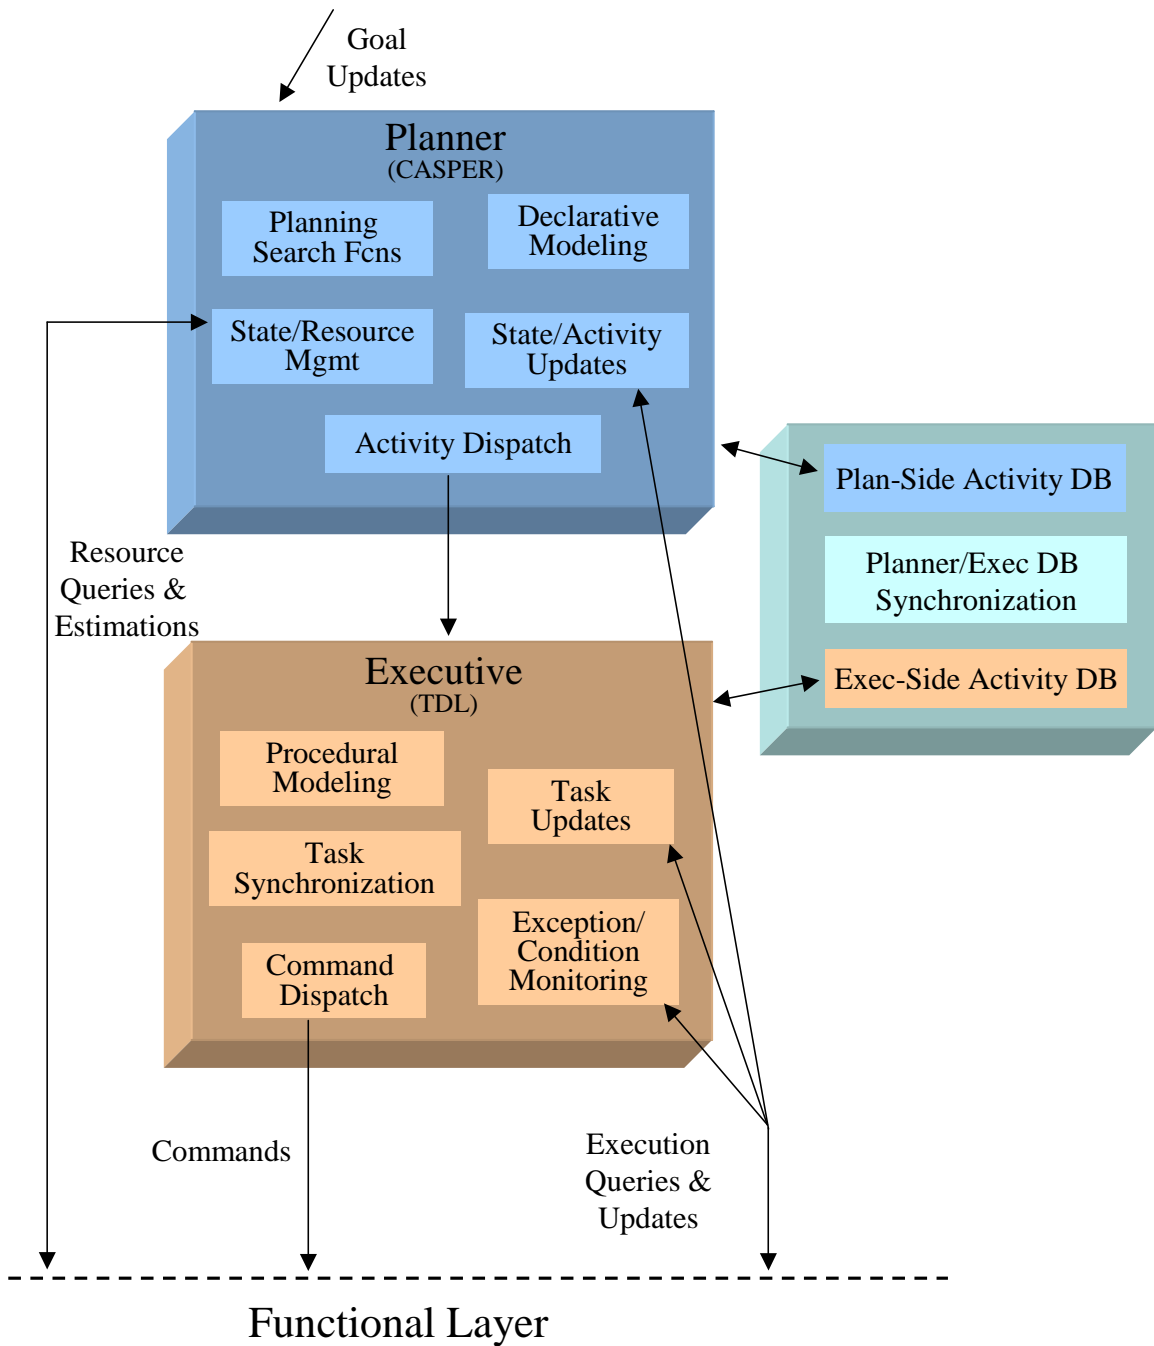 Goal
Updates
Planner
(CASPER)
Planning
Search Fcns
Declarative
Modeling
State/Resource
Mgmt
State/Activity
Updates
Activity Dispatch
Plan-Side Activity DB
Planner/Exec DB
Synchronization
Exec-Side Activity DB
Resource
Queries &
Estimations
Executive
(TDL)
Procedural
Modeling
Task
Updates
Task
Synchronization
Exception/
Condition
Monitoring
Command
Dispatch
Commands
Execution
Queries &
Updates
Functional Layer